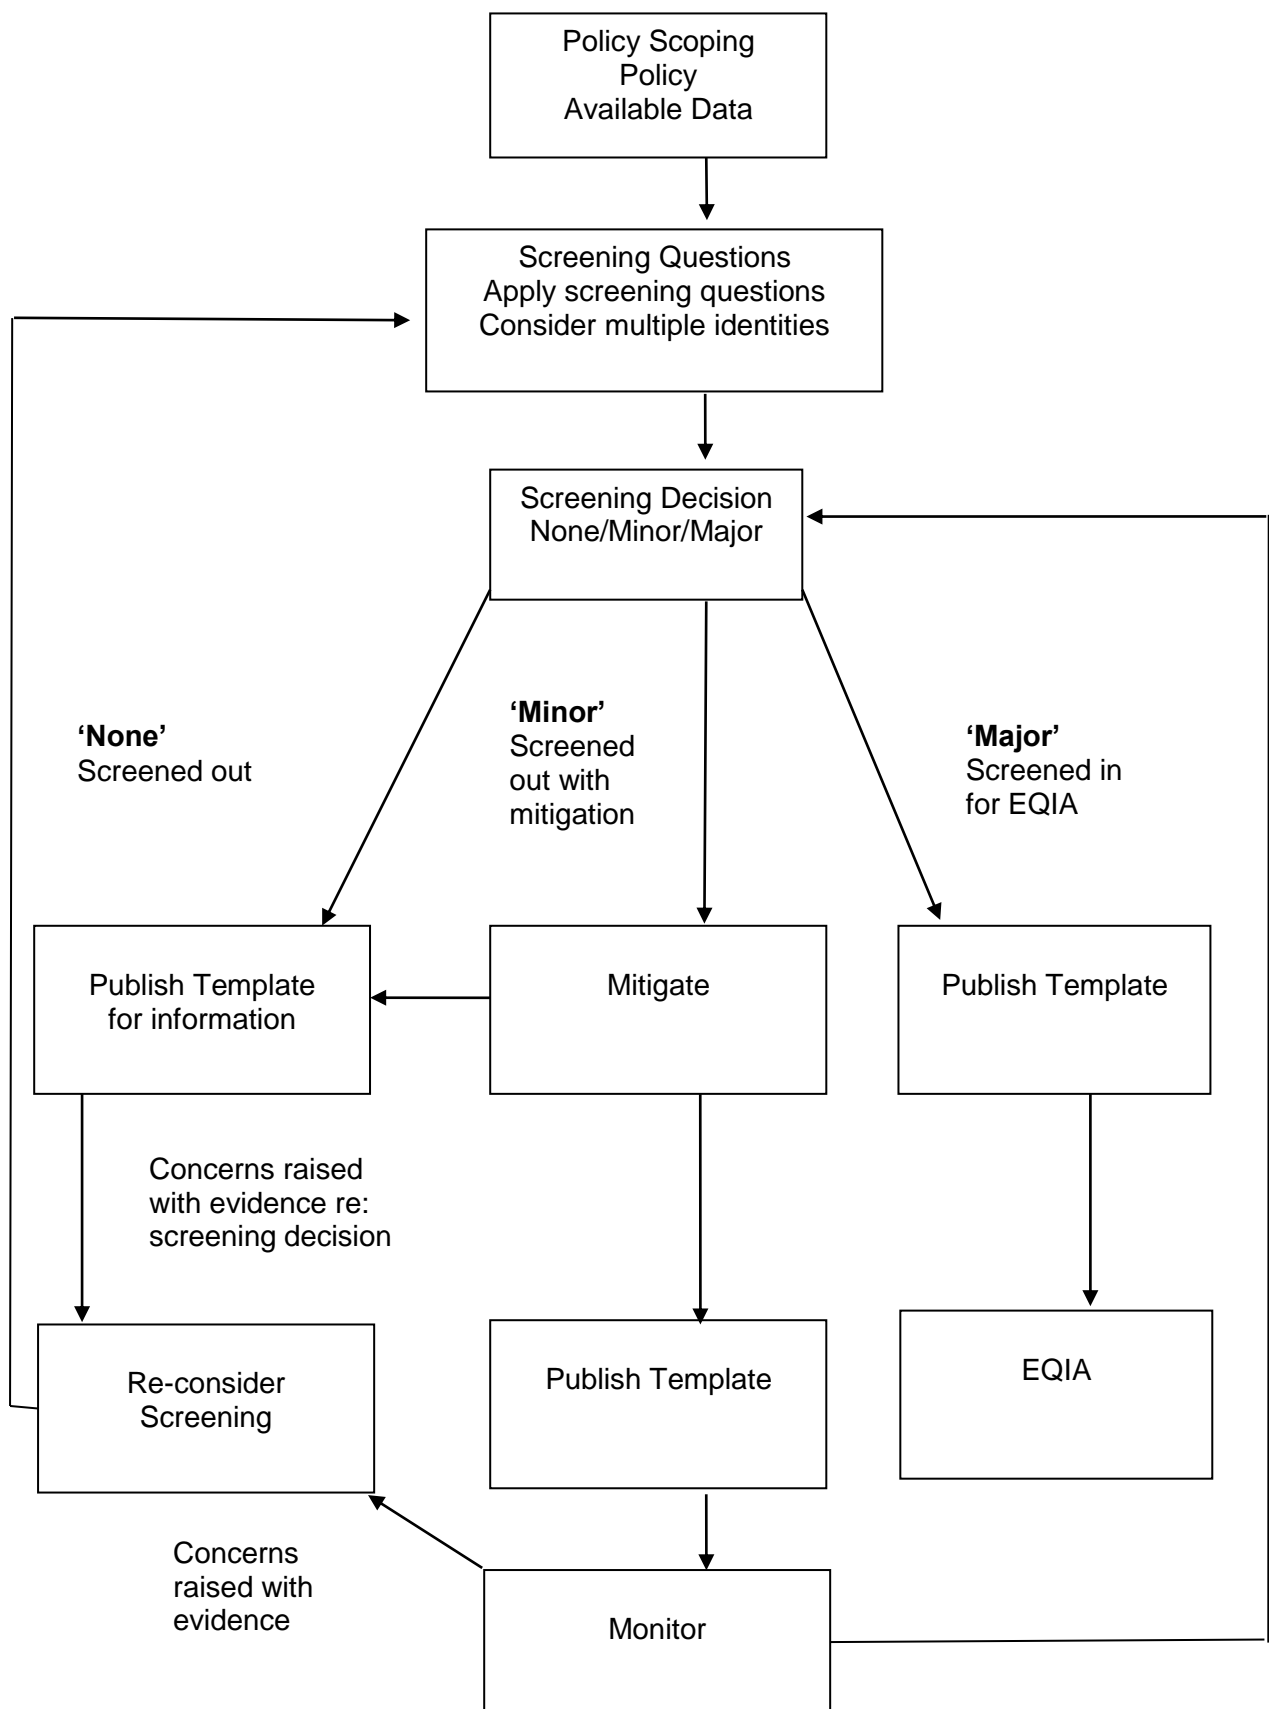 Policy Scoping
Policy
Available Data
Screening Questions
Apply screening questions
Consider multiple identities
Screening Decision
None/Minor/Major
‘None’
Screened out
‘Minor’
Screened
out with
mitigation
‘Major’
Screened in
for EQIA
Publish Template
for information
Mitigate
Publish Template
Concerns raised
with evidence re:
screening decision
Re-consider
Screening
Publish Template
EQIA
Concerns
raised with
evidence
Monitor